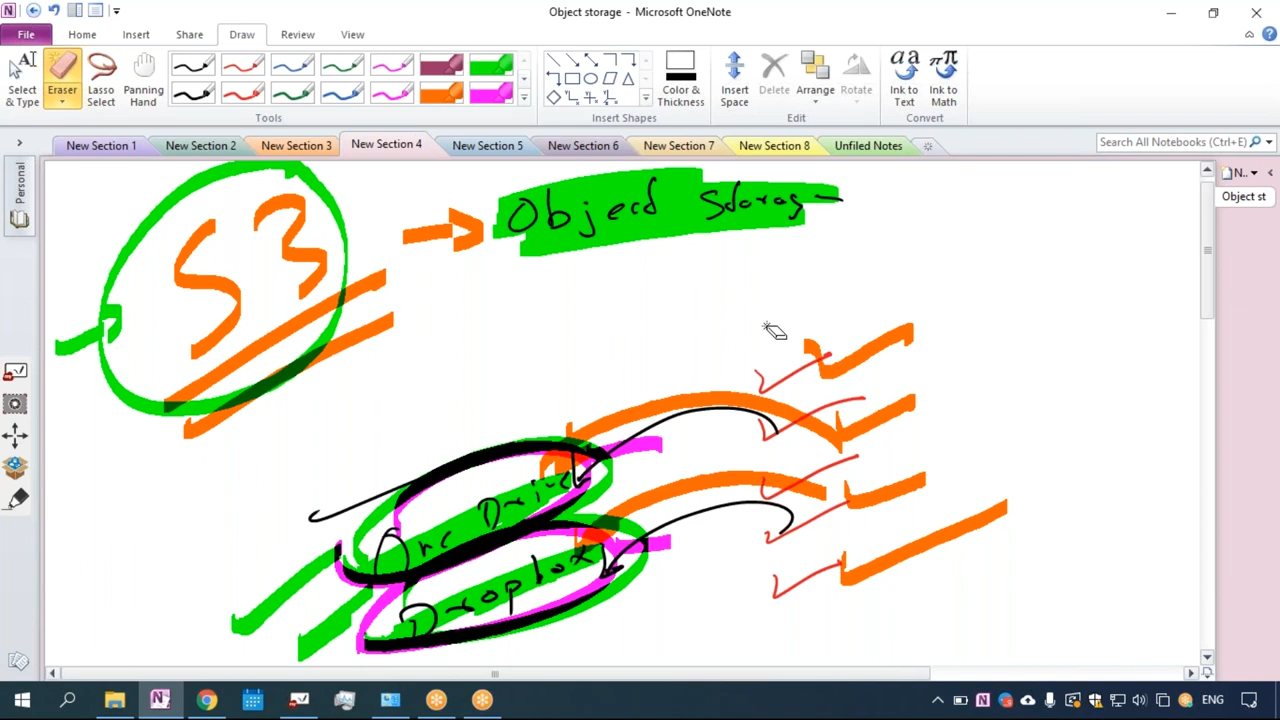 Object storage - Microsoft OneNote
File Home Insert Share Draw Review View
Select & Type
Eraser
Lasso Select
Panning Hand
Color & Thickness
Insert Space
Delete
Arrange
Rotate
Ink to Text
Ink to Math
Tools
Insert Shapes
Edit
Convert
New Section 1 New Section 2 New Section 3 New Section 4 New Section 5 New Section 6 New Section 7 New Section 8 Unfiled Notes
Search All Notebooks (Ctrl+E)
Personal
N..
Object st
S3 Object Storag
One Drive
Dropbox
ENG